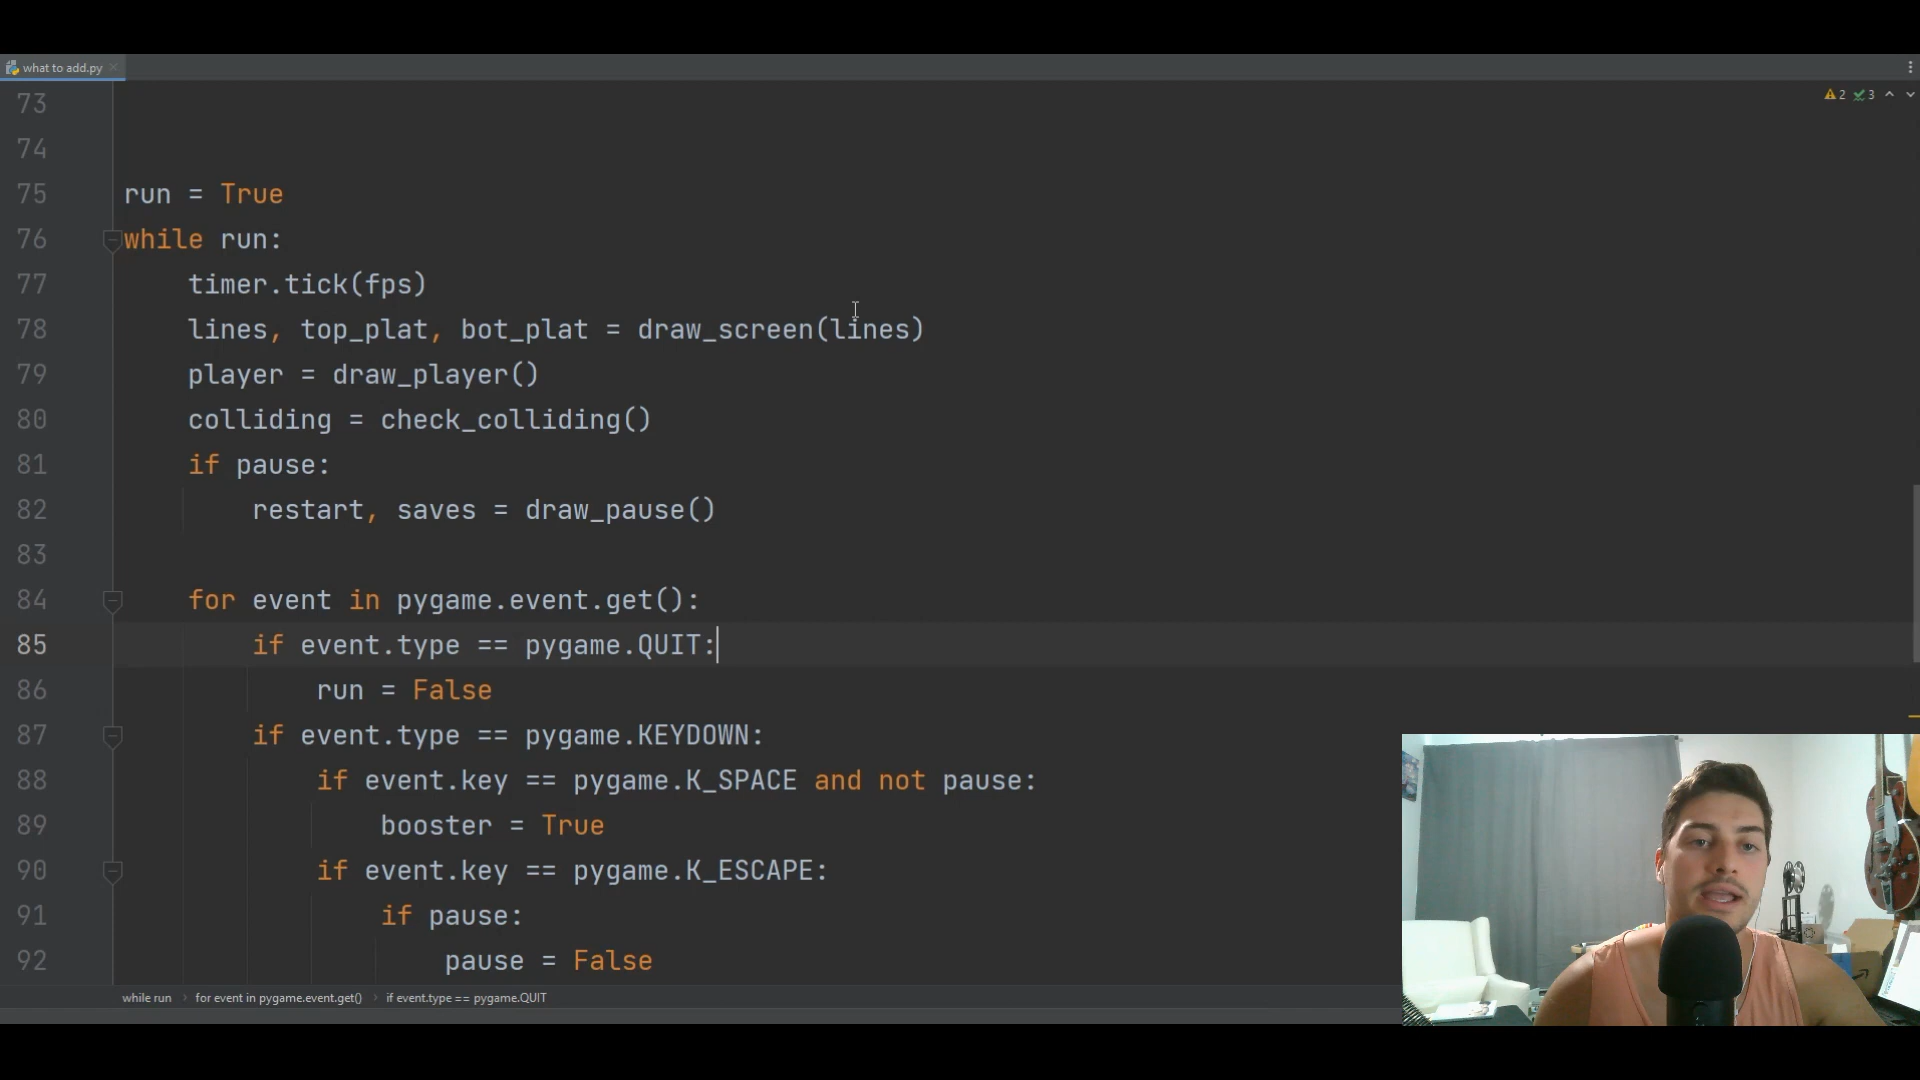 what to add.py
2 3
73
74
75 run = True
76 while run:
77 timer.tick(fps)
78 lines, top_plat, bot_plat = draw_screen(lines)
79 player = draw_player()
80 colliding = check_colliding()
81 if pause:
82 restart, saves = draw_pause()
83
84 for event in pygame.event.get():
85 if event.type == pygame.QUIT:
86 run = False
87 if event.type == pygame.KEYDOWN:
88 if event.key == pygame.K_SPACE and not pause:
89 booster = True
90 if event.key == pygame.K_ESCAPE:
91 if pause:
92 pause = False
while run › for event in pygame.event.get() › if event.type == pygame.QUIT